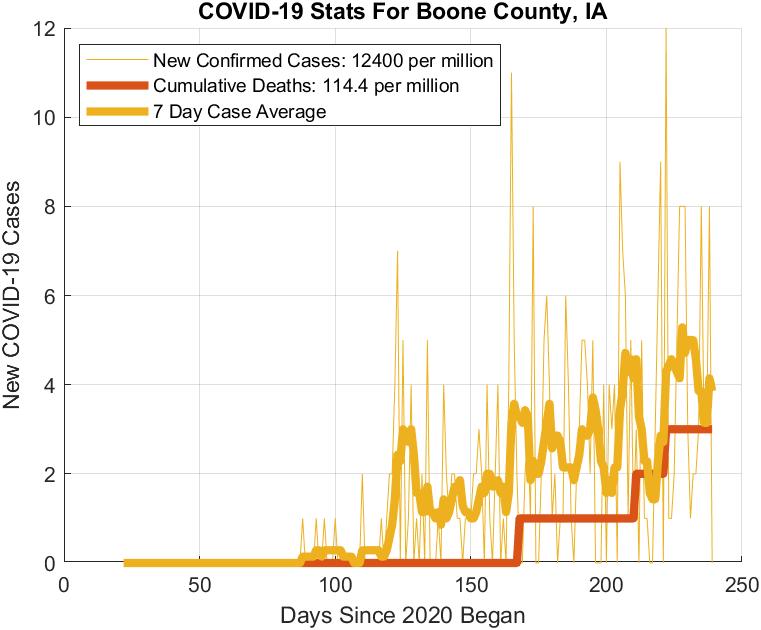 COVID-19 Stats For Boone County, IA
New Confirmed Cases: 12400 per million
Cumulative Deaths: 114.4 per million
7 Day Case Average
New COVID-19 Cases
12
10
8
6
4
2
0
0 50 100 150 200 250
Days Since 2020 Began